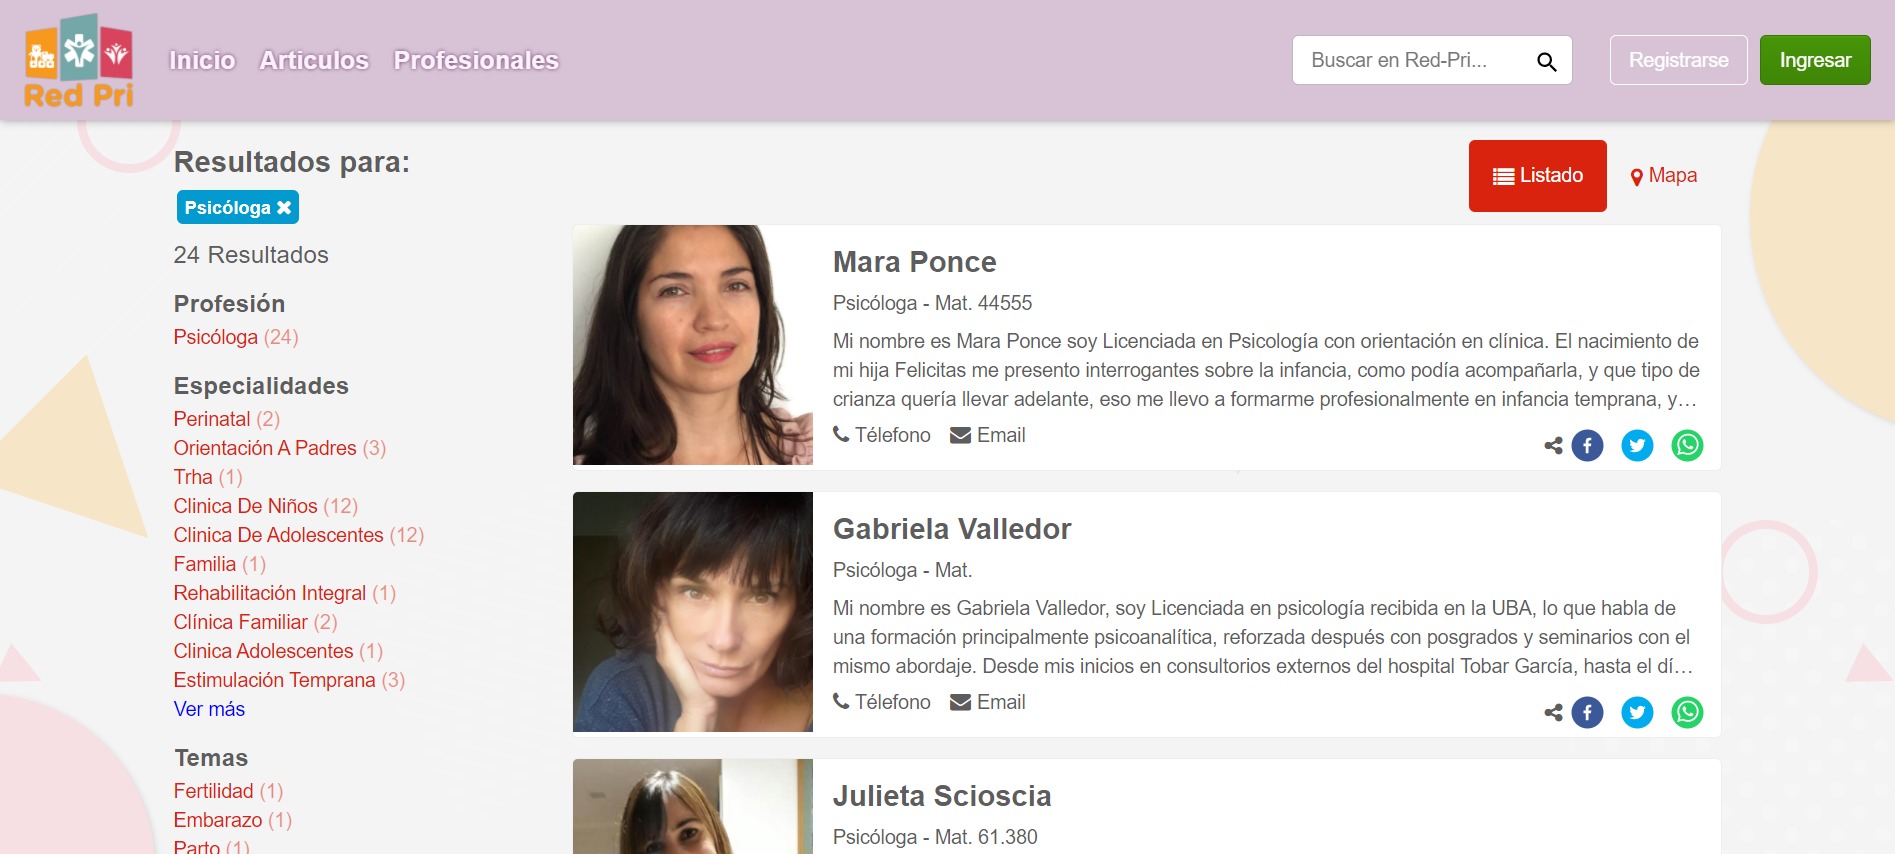 Red Pri
Inicio Articulos Profesionales
Buscar en Red-Pri...
Registrarse
Ingresar
Resultados para:
Psicóloga ✖
24 Resultados
Profesión
Psicóloga (24)
Especialidades
Perinatal (2)
Orientación A Padres (3)
Trha (1)
Clinica De Niños (12)
Clinica De Adolescentes (12)
Familia (1)
Rehabilitación Integral (1)
Clínica Familiar (2)
Clinica Adolescentes (1)
Estimulación Temprana (3)
Ver más
Temas
Fertilidad (1)
Embarazo (1)
Parto (1)
Listado
Mapa
Mara Ponce
Psicóloga - Mat. 44555
Mi nombre es Mara Ponce soy Licenciada en Psicología con orientación en clínica. El nacimiento de
mi hija Felicitas me presento interrogantes sobre la infancia, como podía acompañarla, y que tipo de
crianza quería llevar adelante, eso me llevo a formarme profesionalmente en infancia temprana, y…
Télefono Email
Gabriela Valledor
Psicóloga - Mat.
Mi nombre es Gabriela Valledor, soy Licenciada en psicología recibida en la UBA, lo que habla de
una formación principalmente psicoanalítica, reforzada después con posgrados y seminarios con el
mismo abordaje. Desde mis inicios en consultorios externos del hospital Tobar García, hasta el dí…
Télefono Email
Julieta Scioscia
Psicóloga - Mat. 61.380